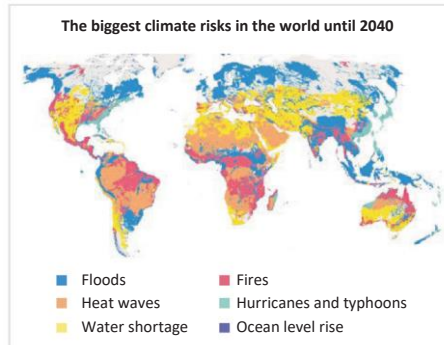 The biggest climate risks in the world until 2040
Floods
Heat waves
Water shortage
Fires
Hurricanes and typhoons
Ocean level rise